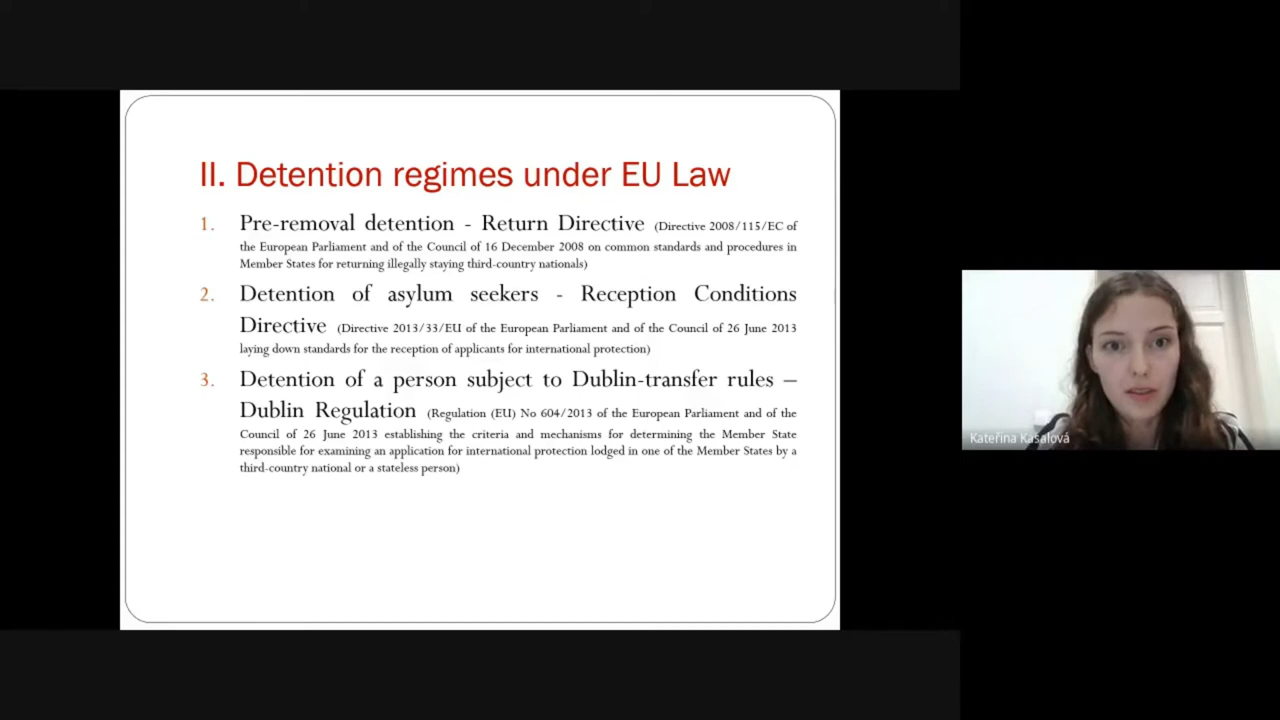 II. Detention regimes under EU Law
1. Pre-removal detention - Return Directive (Directive 2008/115/EC of
the European Parliament and of the Council of 16 December 2008 on common standards and procedures in
Member States for returning illegally staying third-country nationals)
2. Detention of asylum seekers - Reception Conditions
Directive (Directive 2013/33/EU of the European Parliament and of the Council of 26 June 2013
laying down standards for the reception of applicants for international protection)
3. Detention of a person subject to Dublin-transfer rules –
Dublin Regulation (Regulation (EU) No 604/2013 of the European Parliament and of the
Council of 26 June 2013 establishing the criteria and mechanisms for determining the Member State
responsible for examining an application for international protection lodged in one of the Member States by a
third-country national or a stateless person)
Kateřina Kasalová